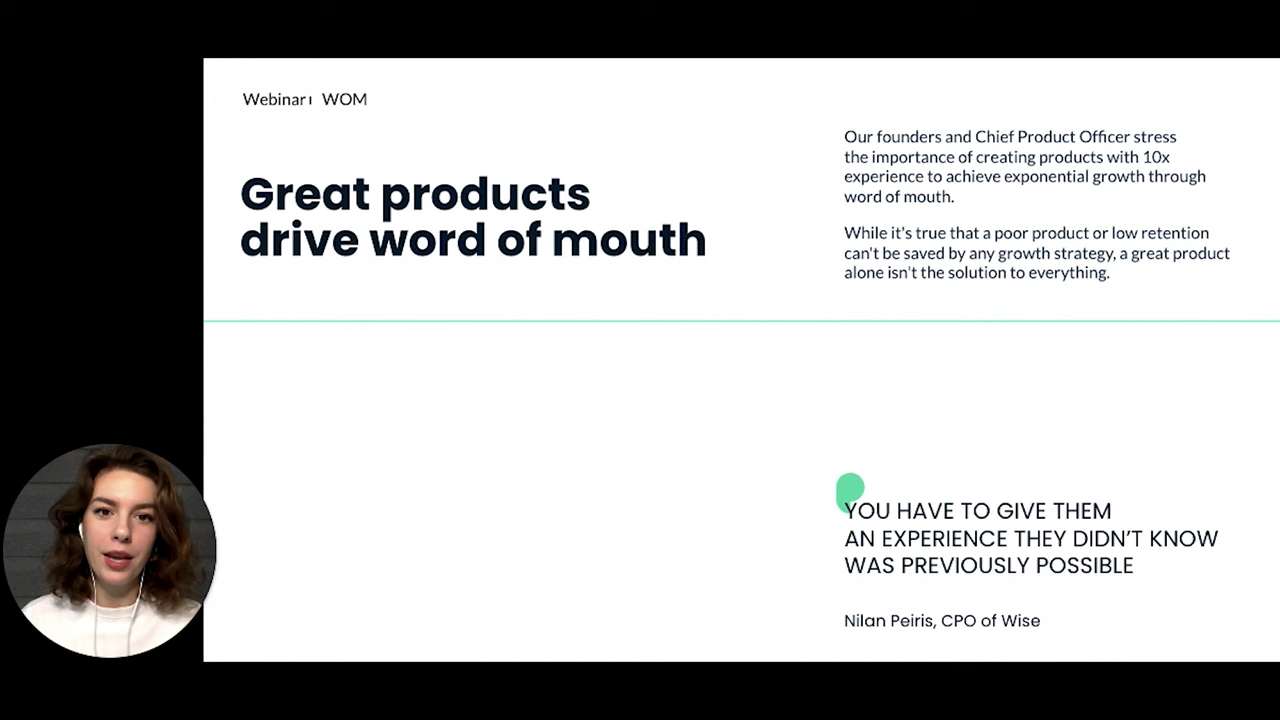 Webinar WOM
Great products
drive word of mouth
Our founders and Chief Product Officer stress
the importance of creating products with 10x
experience to achieve exponential growth through
word of mouth.
While it's true that a poor product or low retention
can't be saved by any growth strategy, a great product
alone isn't the solution to everything.
YOU HAVE TO GIVE THEM
AN EXPERIENCE THEY DIDN’T KNOW
WAS PREVIOUSLY POSSIBLE
Nilan Peiris, CPO of Wise